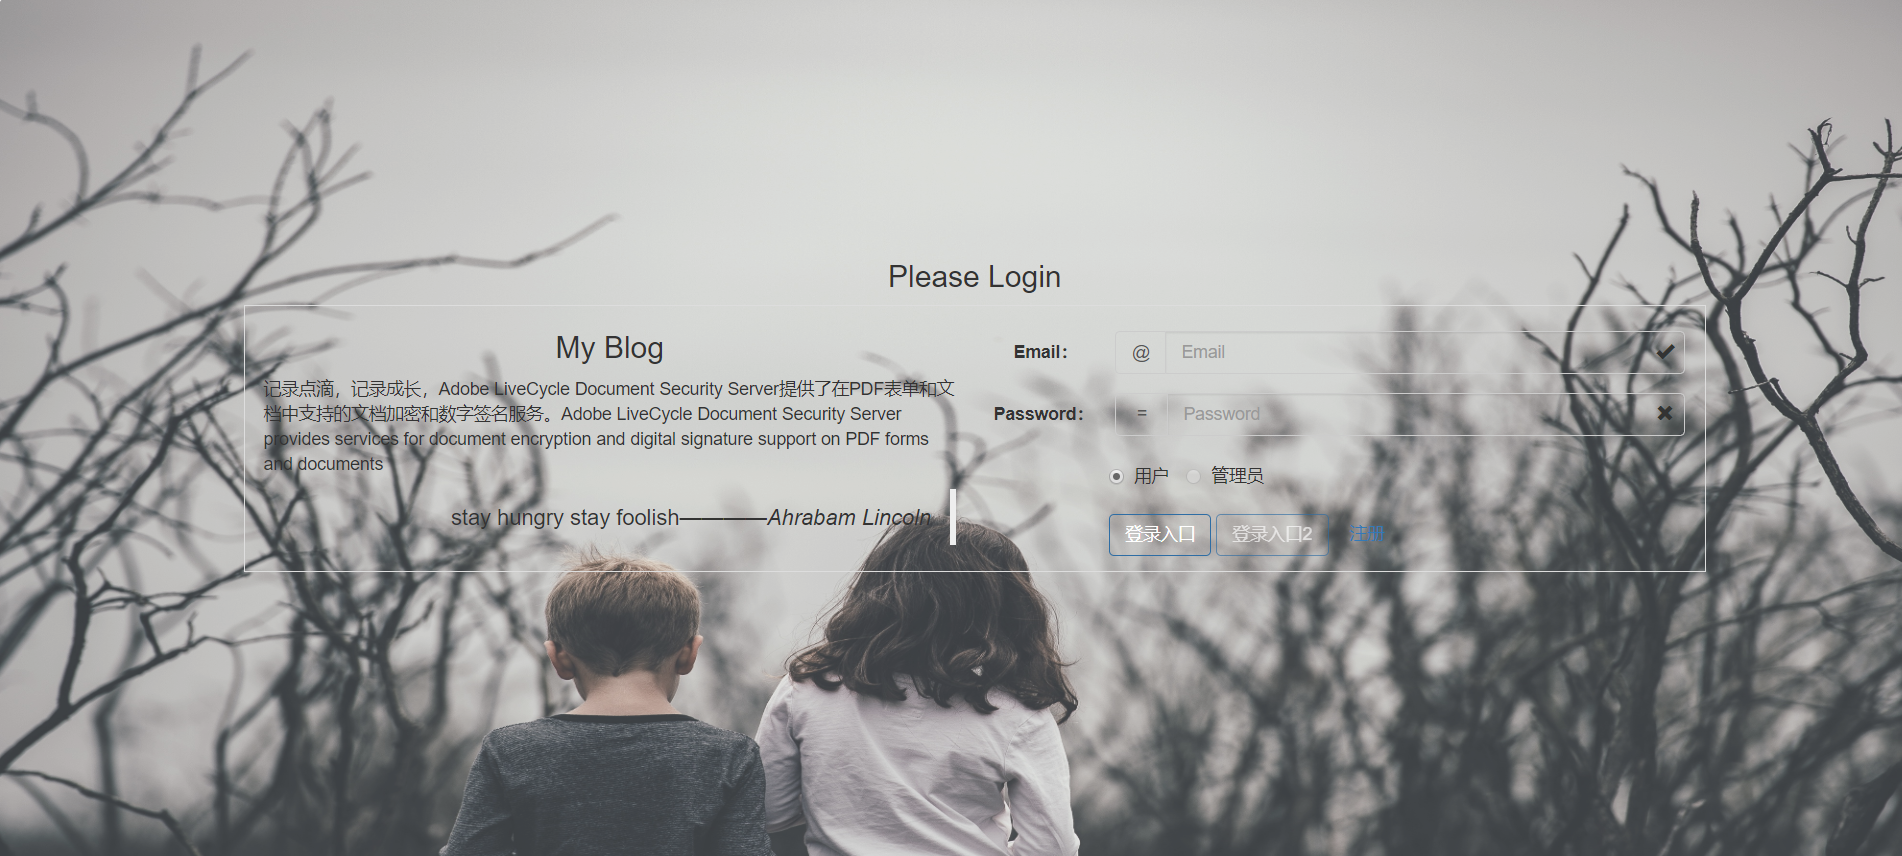 Please Login
My Blog
记录点滴，记录成长，Adobe LiveCycle Document Security Server提供了在PDF表单和文
档中支持的文档加密和数字签名服务。Adobe LiveCycle Document Security Server
provides services for document encryption and digital signature support on PDF forms
and documents
stay hungry stay foolish————Ahrabam Lincoln
Email：
@ Email
Password：
= Password
用户 管理员
登录入口 登录入口2 注册